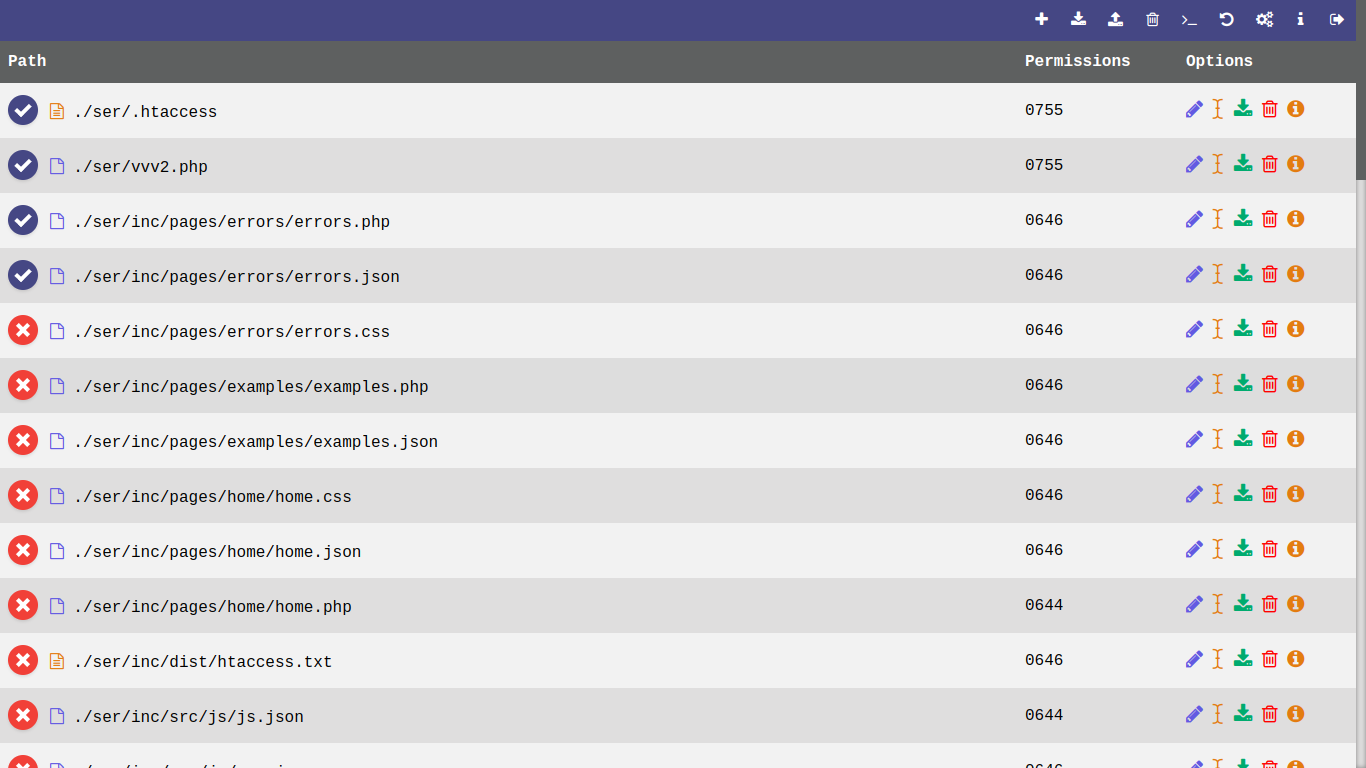 Path Permissions Options
./ser/.htaccess 0755
./ser/vvv2.php 0755
./ser/inc/pages/errors/errors.php 0646
./ser/inc/pages/errors/errors.json 0646
./ser/inc/pages/errors/errors.css 0646
./ser/inc/pages/examples/examples.php 0646
./ser/inc/pages/examples/examples.json 0646
./ser/inc/pages/home/home.css 0646
./ser/inc/pages/home/home.json 0646
./ser/inc/pages/home/home.php 0644
./ser/inc/dist/htaccess.txt 0646
./ser/inc/src/js/js.json 0644